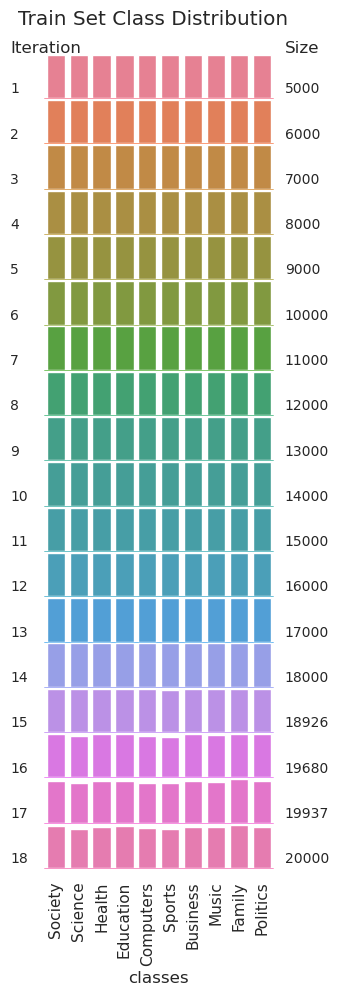 Train Set Class Distribution
Iteration Size
1 5000
2 6000
3 7000
4 8000
5 9000
6 10000
7 11000
8 12000
9 13000
10 14000
11 15000
12 16000
13 17000
14 18000
15 18926
16 19680
17 19937
18 20000
Society
Science
Health
Education
Computers
Sports
Business
Music
Family
Politics
classes